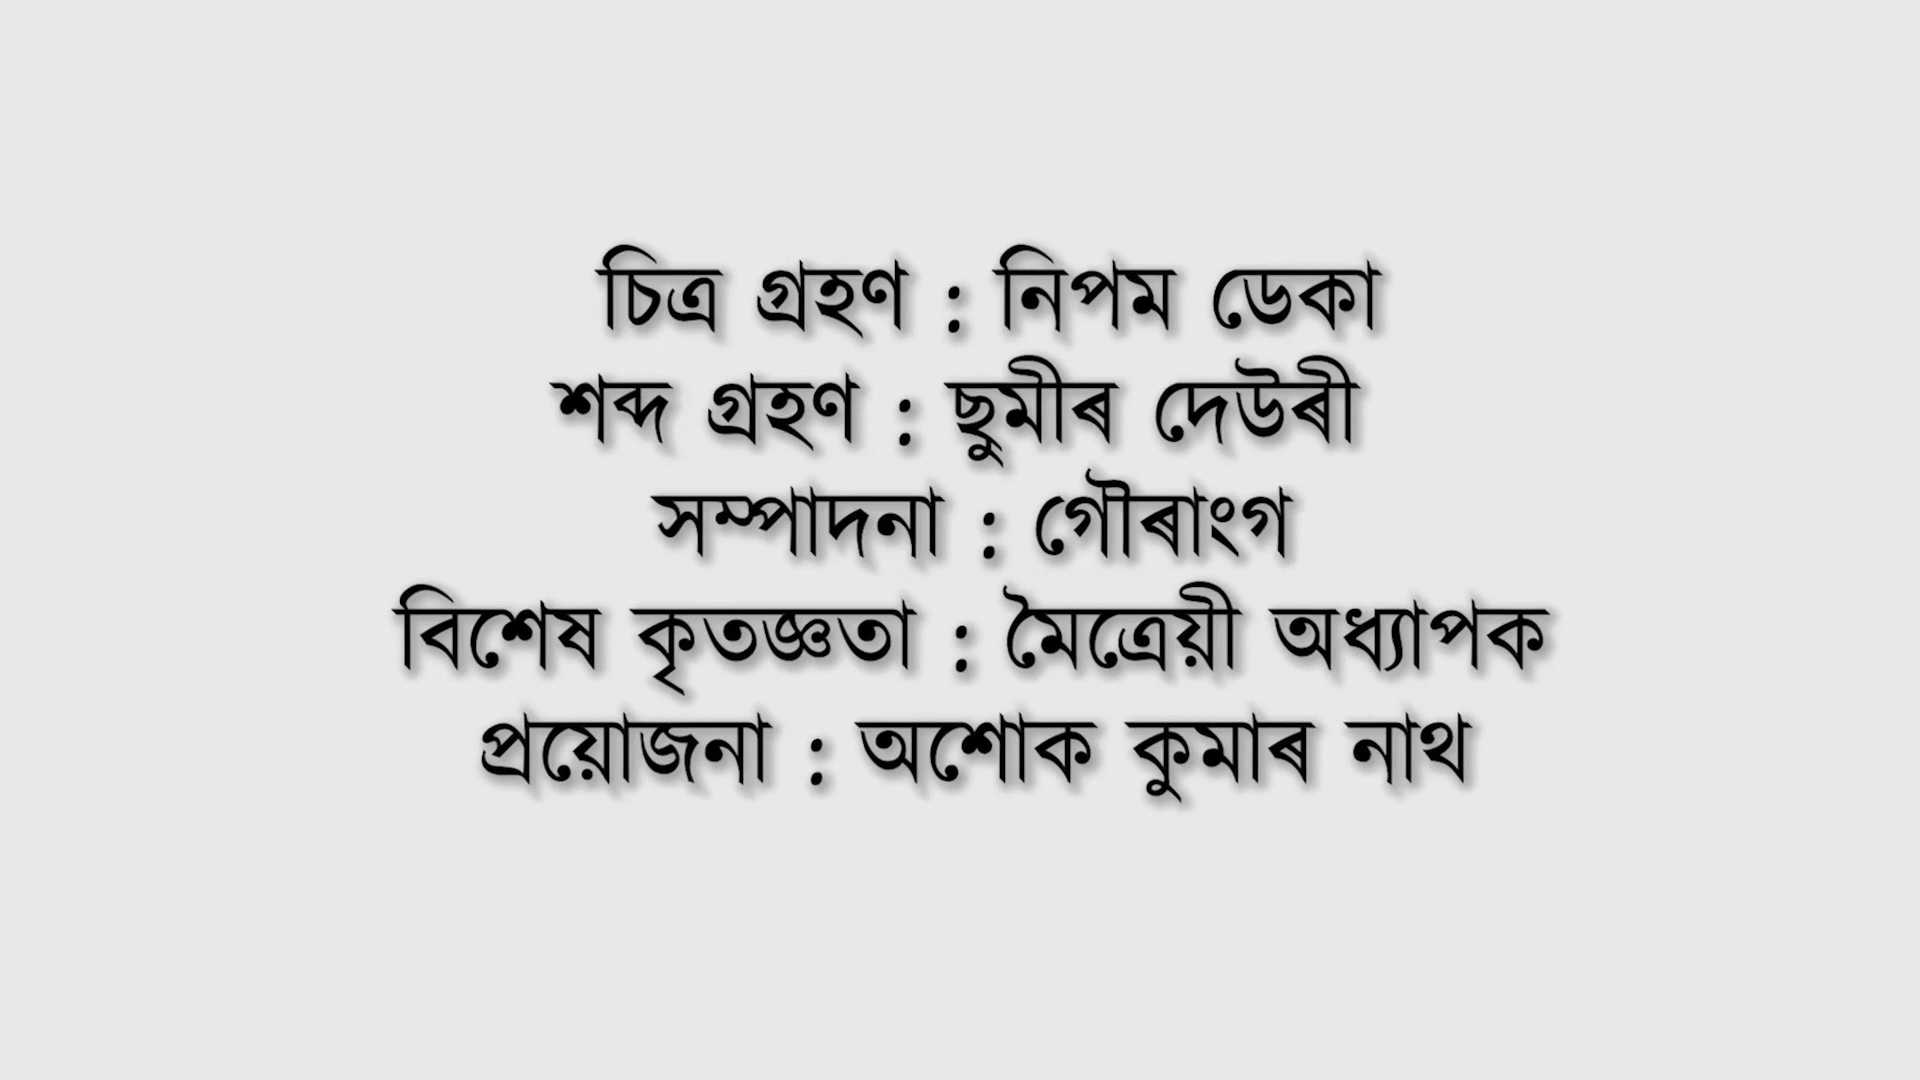 চিত্ৰ গ্ৰহণ : নিপম ডেকা
শব্দ গ্ৰহণ : ছুমীৰ দেউৰী
সম্পাদনা : গৌৰাংগ
বিশেষ কৃতজ্ঞতা : মৈত্ৰেয়ী অধ্যাপক
প্ৰয়োজনা : অশোক কুমাৰ নাথ